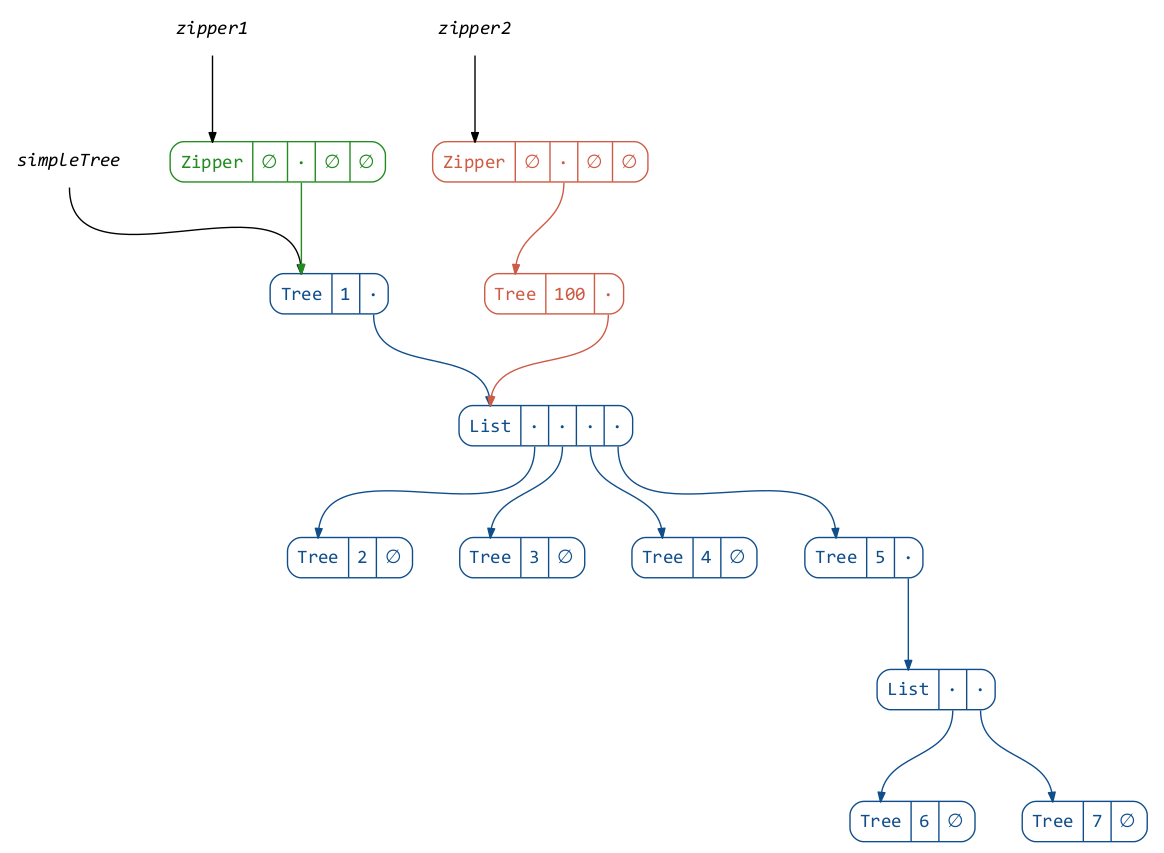 zipper1 zipper2
simpleTree Zipper ∅ · ∅ ∅ Zipper ∅ · ∅ ∅
Tree 1 · Tree 100 ·
List · · · ·
Tree 2 ∅ Tree 3 ∅ Tree 4 ∅ Tree 5 ·
List · ·
Tree 6 ∅ Tree 7 ∅